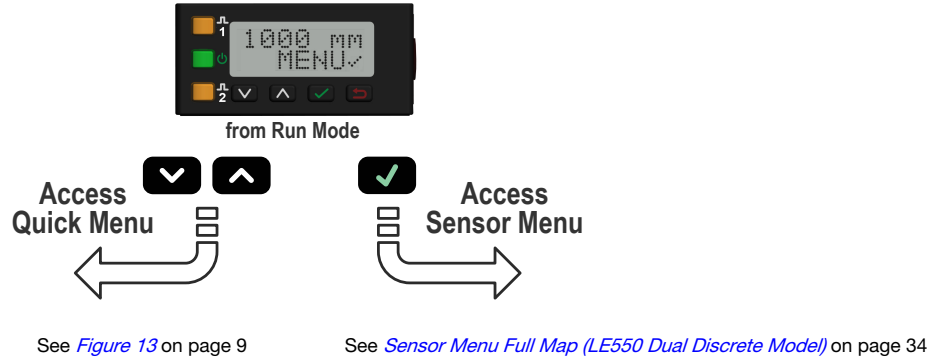 1
1000 mm
MENU✓
2
from Run Mode
Access
Quick Menu
Access
Sensor Menu
See Figure 13 on page 9
See Sensor Menu Full Map (LE550 Dual Discrete Model) on page 34